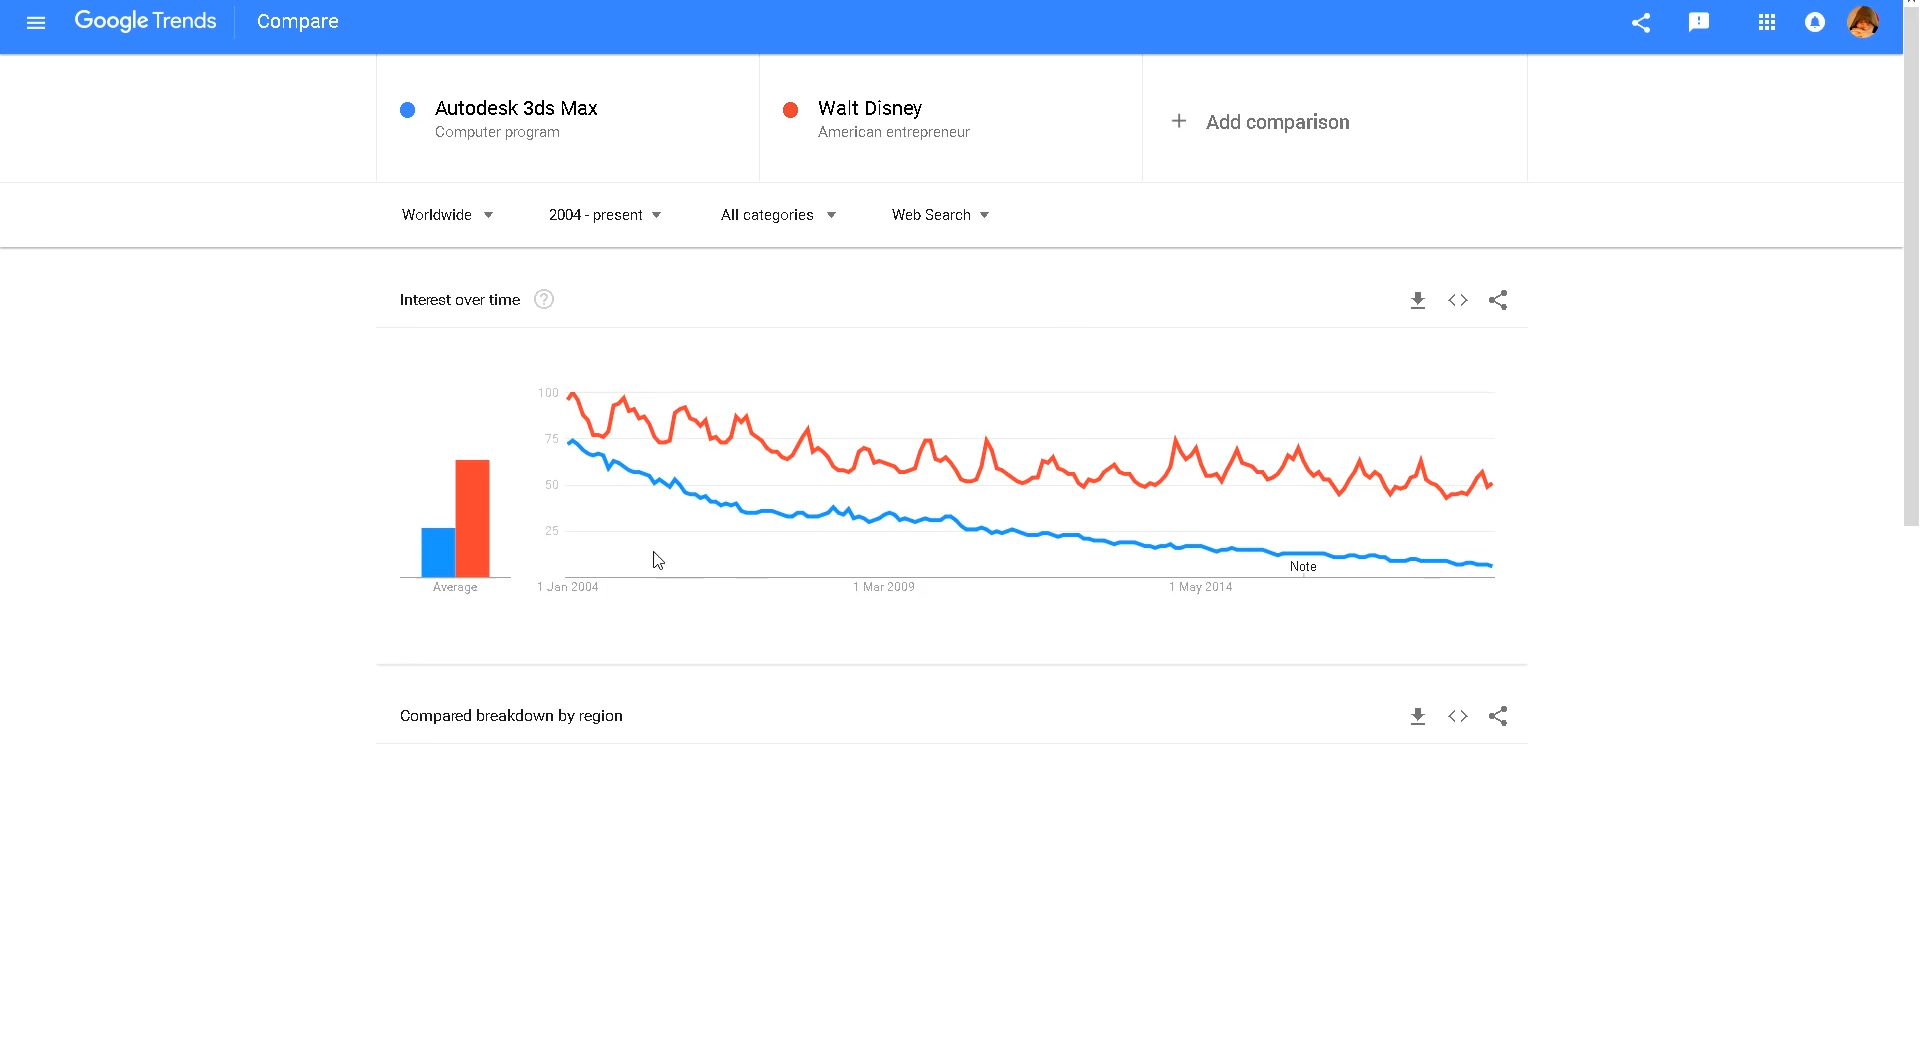 Google Trends Compare
Autodesk 3ds Max
Computer program
Walt Disney
American entrepreneur
+ Add comparison
Worldwide 2004 - present All categories Web Search
Interest over time ?
100
75
50
25
Note
Average 1 Jan 2004 1 Mar 2009 1 May 2014
Compared breakdown by region